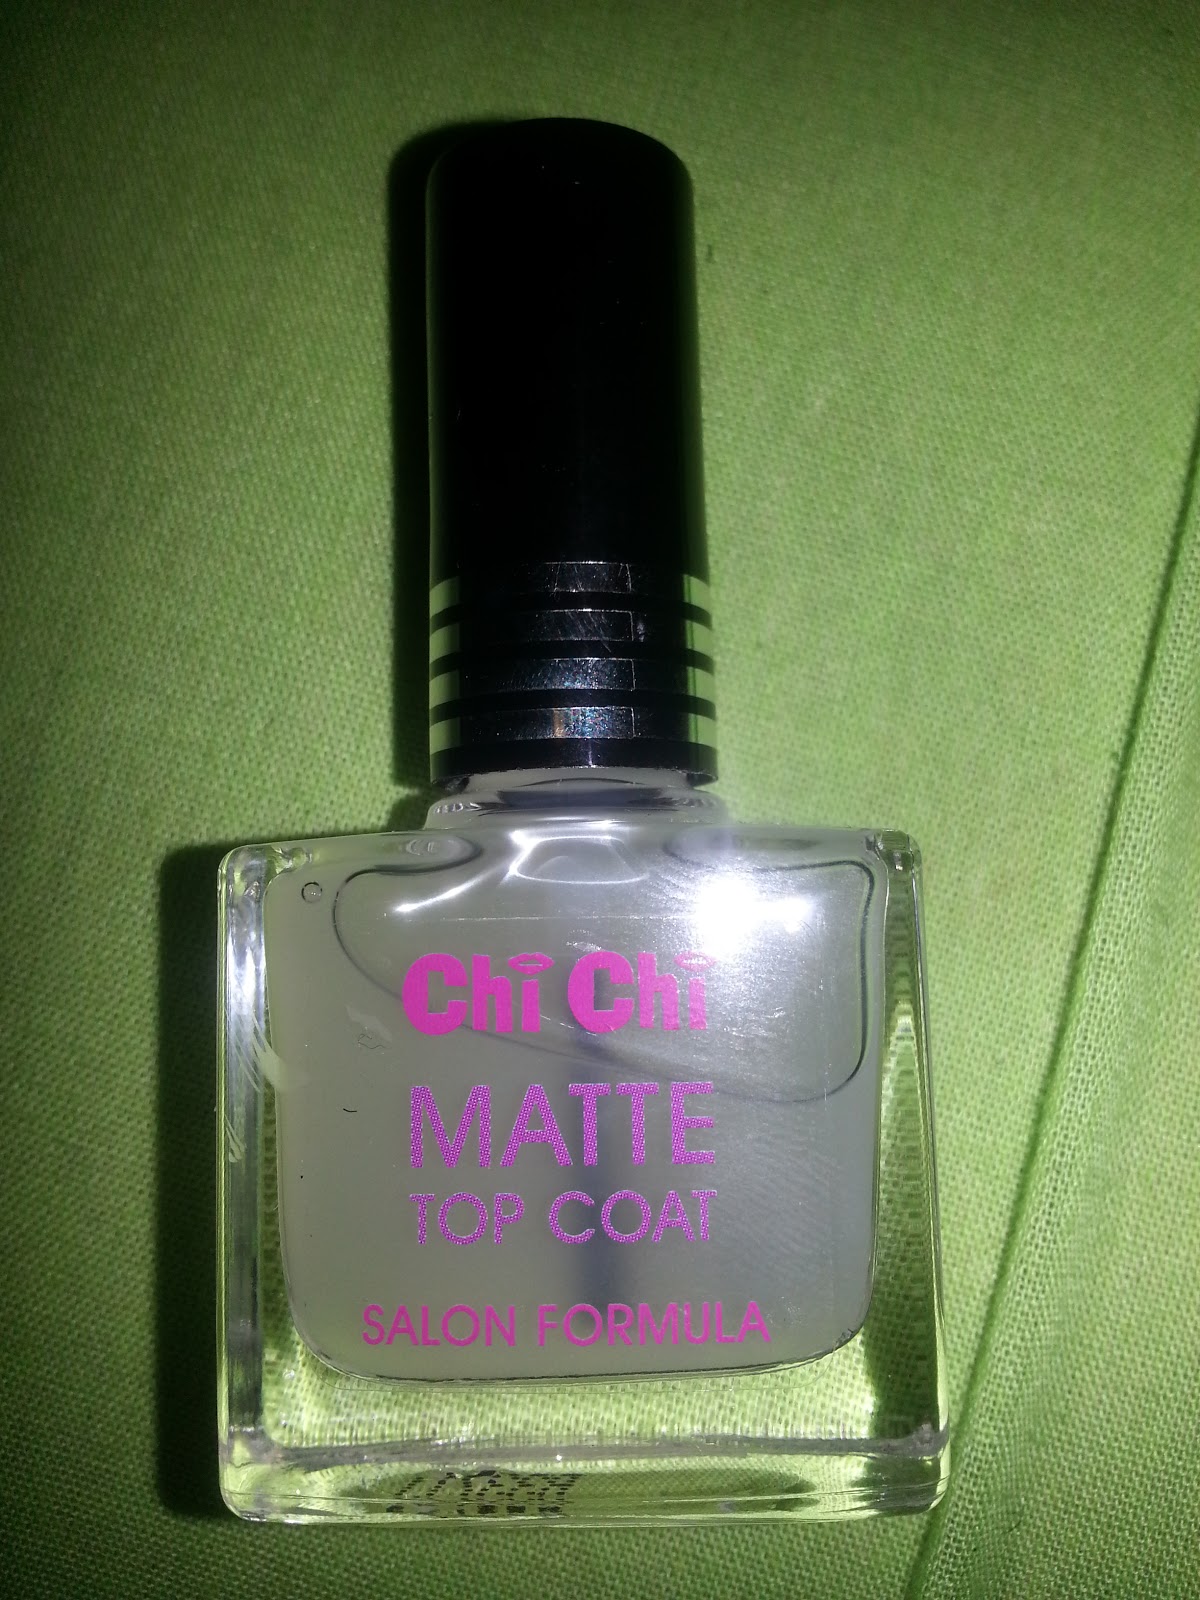 Chi Chi
MATTE
TOP COAT
SALON FORMULA